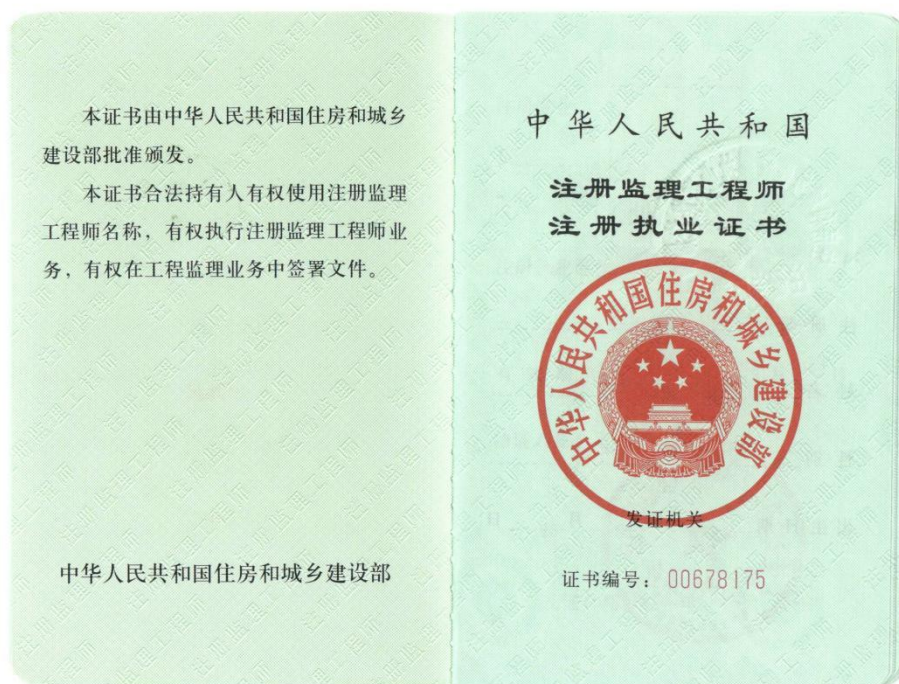 本证书由中华人民共和国住房和城乡
建设部批准颁发。
本证书合法持有人有权使用注册监理
工程师名称，有权执行注册监理工程师业
务，有权在工程监理业务中签署文件。
中华人民共和国住房和城乡建设部
中华人民共和国
注册监理工程师
注册执业证书
中华人民共和国住房和城乡建设部
发证机关
证书编号：00678175